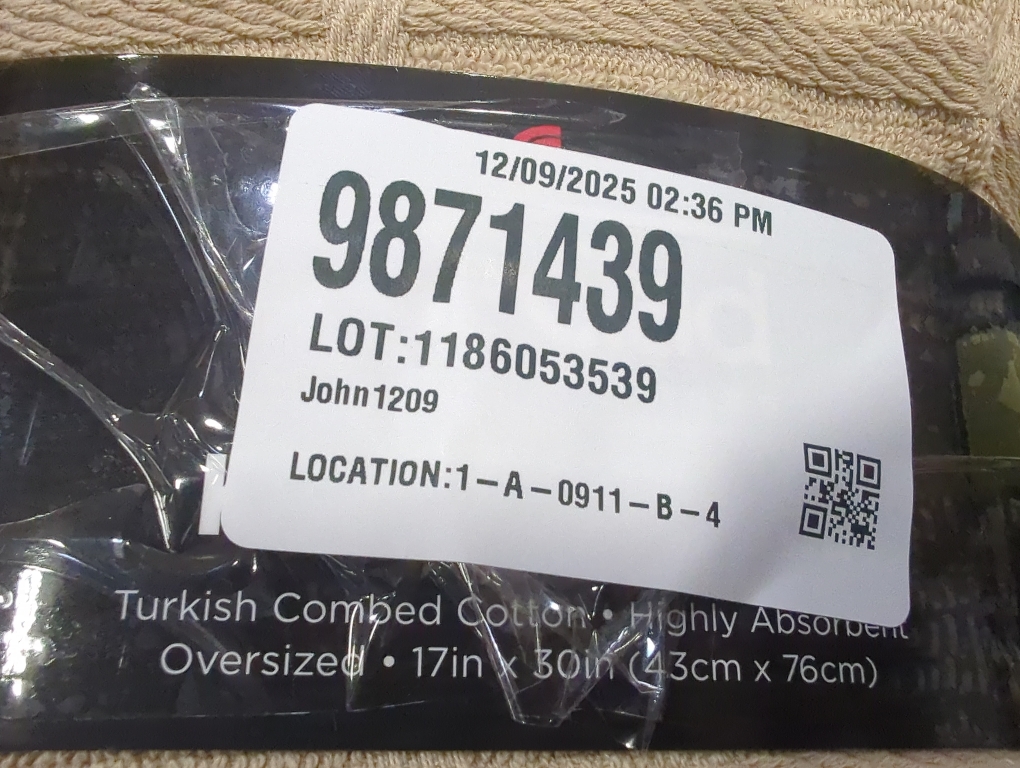 12/09/2025 02:36 PM
9871439
LOT:1186053539
John1209
LOCATION:1-A-0911-B-4
Turkish Combed Cotton • Highly Absorbent
Oversized • 17in x 30in (43cm x 76cm)